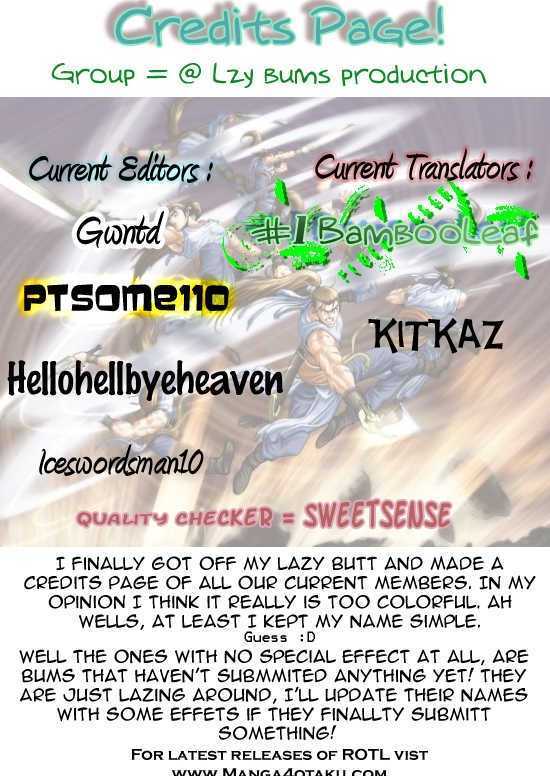 Credits Page!
Group = @ Lzy bums production
Current Editors :
Current Translators :
Gwntd
#1 BambooLeaf
PTSOME110
KITKAZ
Hellohellbyeheaven
Iceswordsman10
QUALITY CHECKER = SWEETSENSE
I FINALLY GOT OFF MY LAZY BUTT AND MADE A
CREDITS PAGE OF ALL OUR CURRENT MEMBERS. IN MY
OPINION I THINK IT REALLY IS TOO COLORFUL. AH
WELLS, AT LEAST I KEPT MY NAME SIMPLE.
Guess :D
WELL THE ONES WITH NO SPECIAL EFFECT AT ALL, ARE
BUMS THAT HAVEN'T SUBMMITED ANYTHING YET! THEY
ARE JUST LAZING AROUND, I'LL UPDATE THEIR NAMES
WITH SOME EFFETS IF THEY FINALLTY SUBMITT
SOMETHING!
FOR LATEST RELEASES OF ROTL VIST
WWW.MANGA4OTAKU.COM